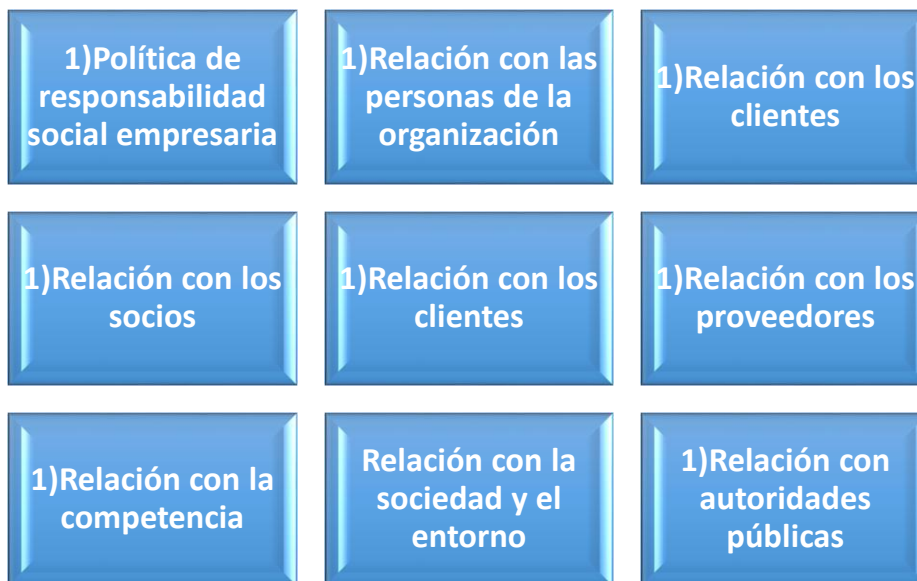 1)Política de
responsabilidad
social empresaria
1)Relación con las
personas de la
organización
1)Relación con los
clientes
1)Relación con los
socios
1)Relación con los
clientes
1)Relación con los
proveedores
1)Relación con la
competencia
Relación con la
sociedad y el
entorno
1)Relación con
autoridades
públicas